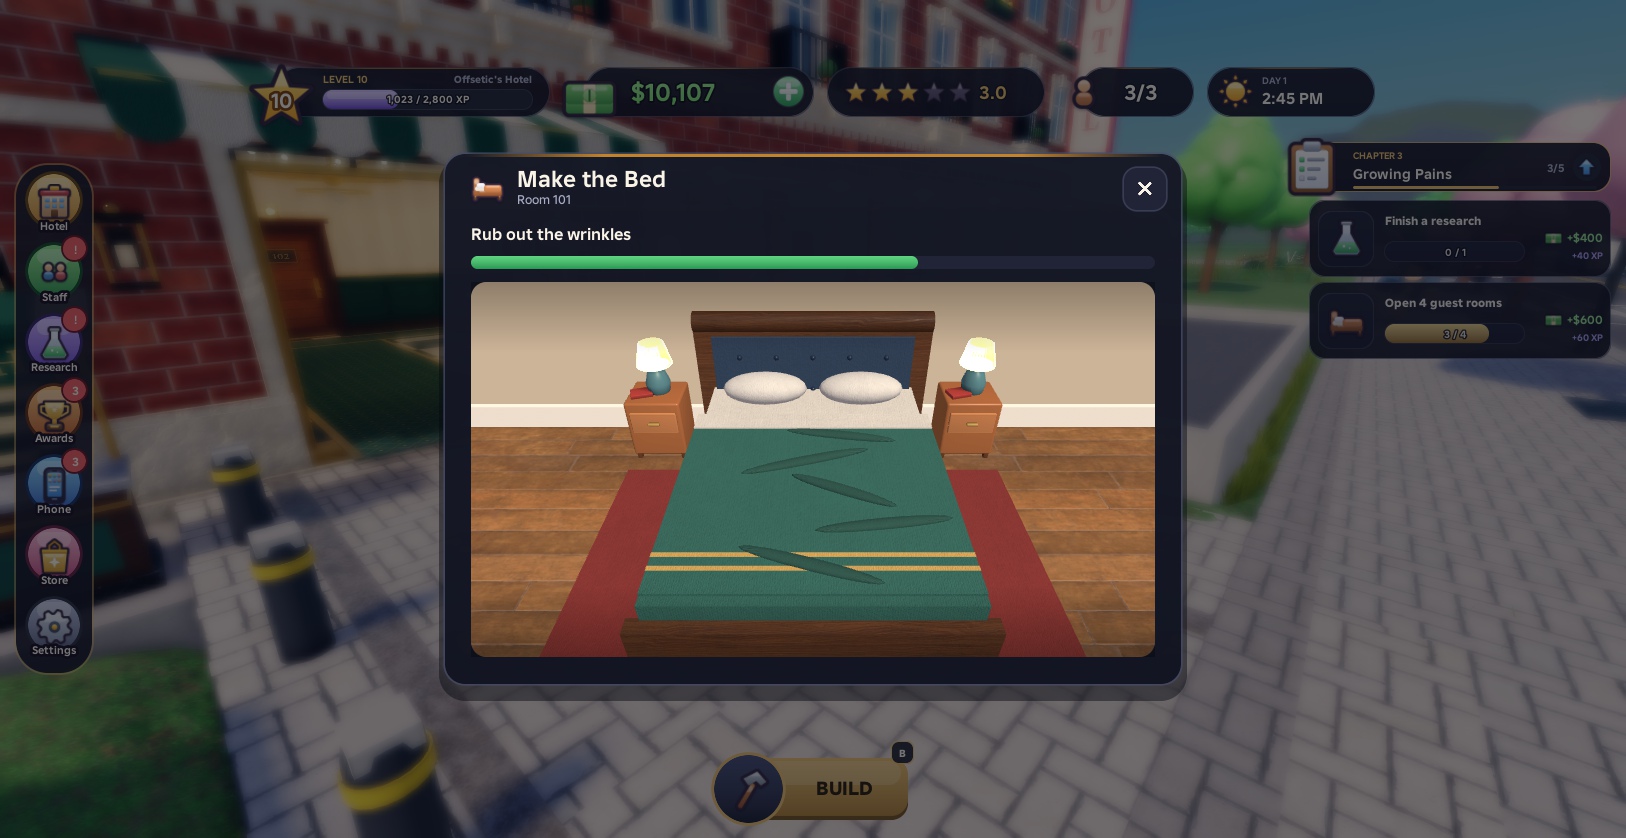 LEVEL 10
Offsetic's Hotel
10
1,023 / 2,800 XP
$10,107
3.0
3/3
DAY 1
2:45 PM
Hotel
!
Staff
!
Research
3
Awards
3
Phone
Store
Settings
Make the Bed
Room 101
Rub out the wrinkles
CHAPTER 3
Growing Pains
3/5
Finish a research
0 / 1
+$400
+40 XP
Open 4 guest rooms
3 / 4
+$600
+60 XP
102
O
T
L
B
BUILD